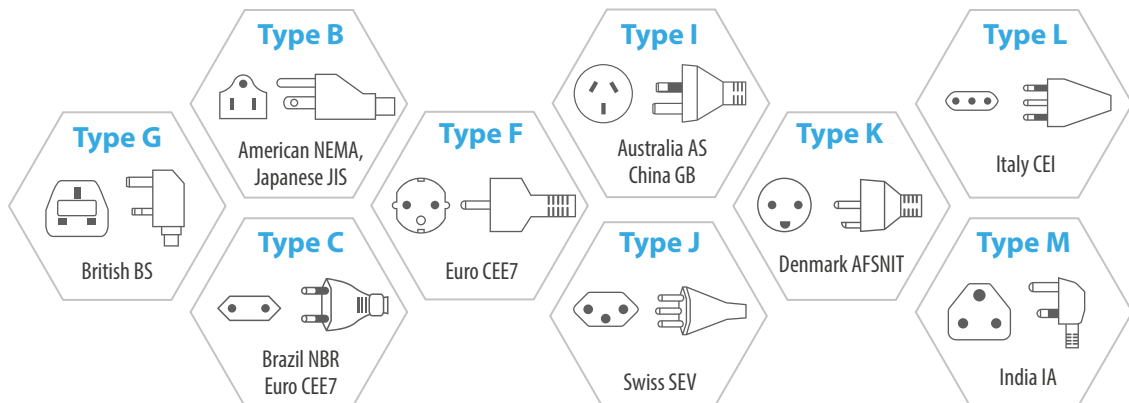 Type B
American NEMA,
Japanese JIS
Type I
Australia AS
China GB
Type L
Italy CEI
Type G
British BS
Type F
Euro CEE7
Type K
Denmark AFSNIT
Type C
Brazil NBR
Euro CEE7
Type J
Swiss SEV
Type M
India IA